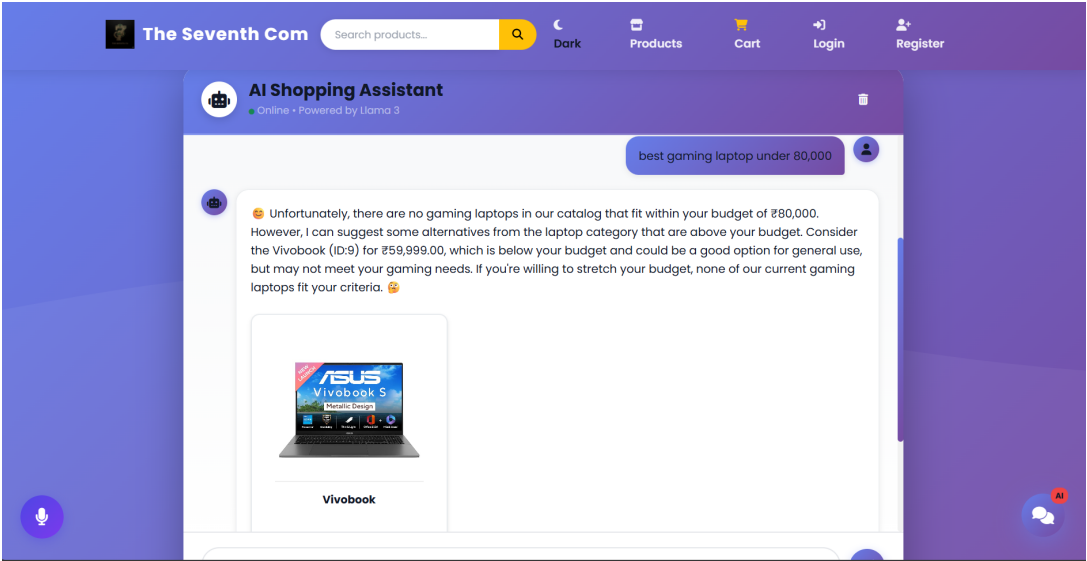 The Seventh Com
Search products...
Dark
Products
Cart
Login
Register
AI Shopping Assistant
Online • Powered by Llama 3
best gaming laptop under 80,000
😊 Unfortunately, there are no gaming laptops in our catalog that fit within your budget of ₹80,000.
However, I can suggest some alternatives from the laptop category that are above your budget. Consider
the Vivobook (ID:9) for ₹59,999.00, which is below your budget and could be a good option for general use,
but may not meet your gaming needs. If you're willing to stretch your budget, none of our current gaming
laptops fit your criteria. 🤔
NEW
LAUNCH
ASUS
Vivobook S
Metallic Design
Vivobook
AI